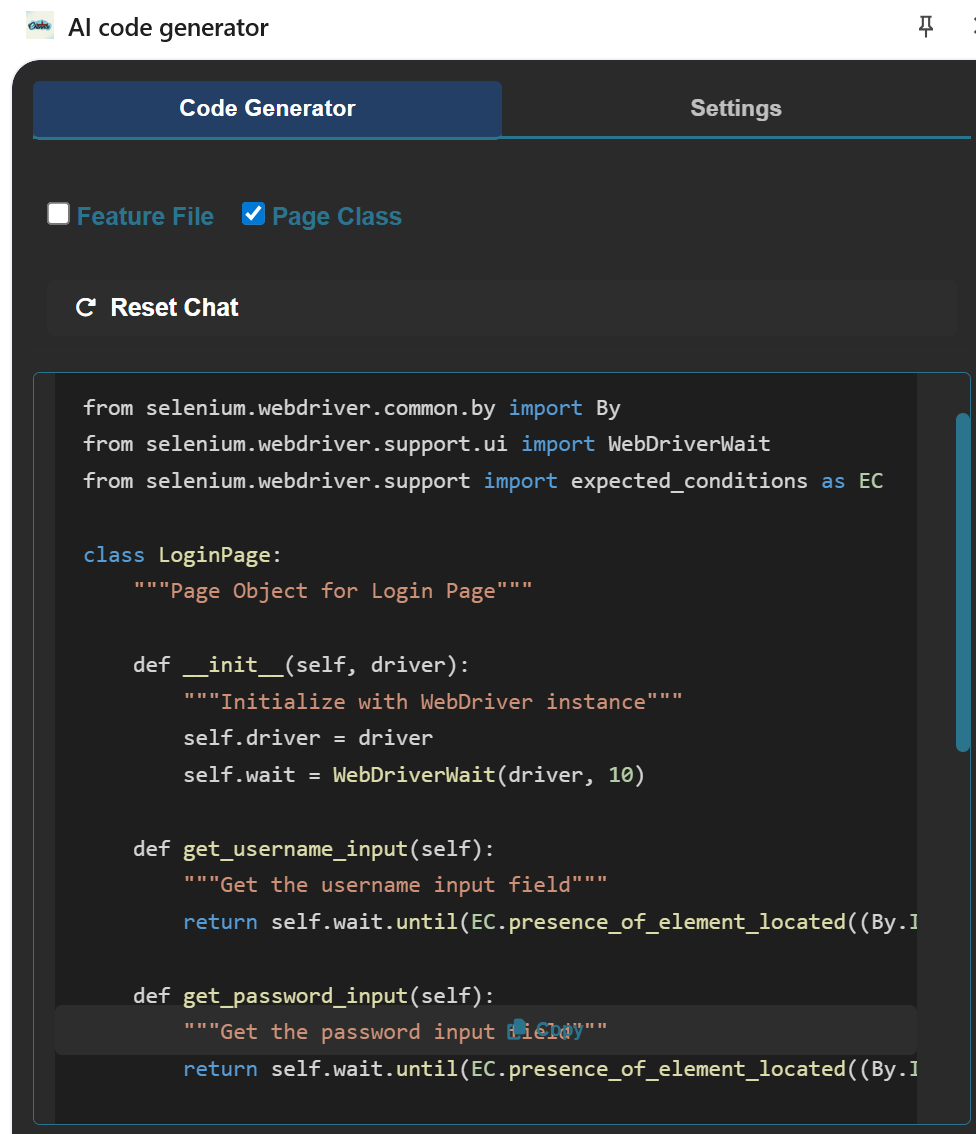 AI code generator
Code Generator
Settings
Feature File
Page Class
Reset Chat
from selenium.webdriver.common.by import By
from selenium.webdriver.support.ui import WebDriverWait
from selenium.webdriver.support import expected_conditions as EC
class LoginPage:
"""Page Object for Login Page"""
def __init__(self, driver):
"""Initialize with WebDriver instance"""
self.driver = driver
self.wait = WebDriverWait(driver, 10)
def get_username_input(self):
"""Get the username input field"""
return self.wait.until(EC.presence_of_element_located((By.I
def get_password_input(self):
"""Get the password input field"""
Copy
return self.wait.until(EC.presence_of_element_located((By.I